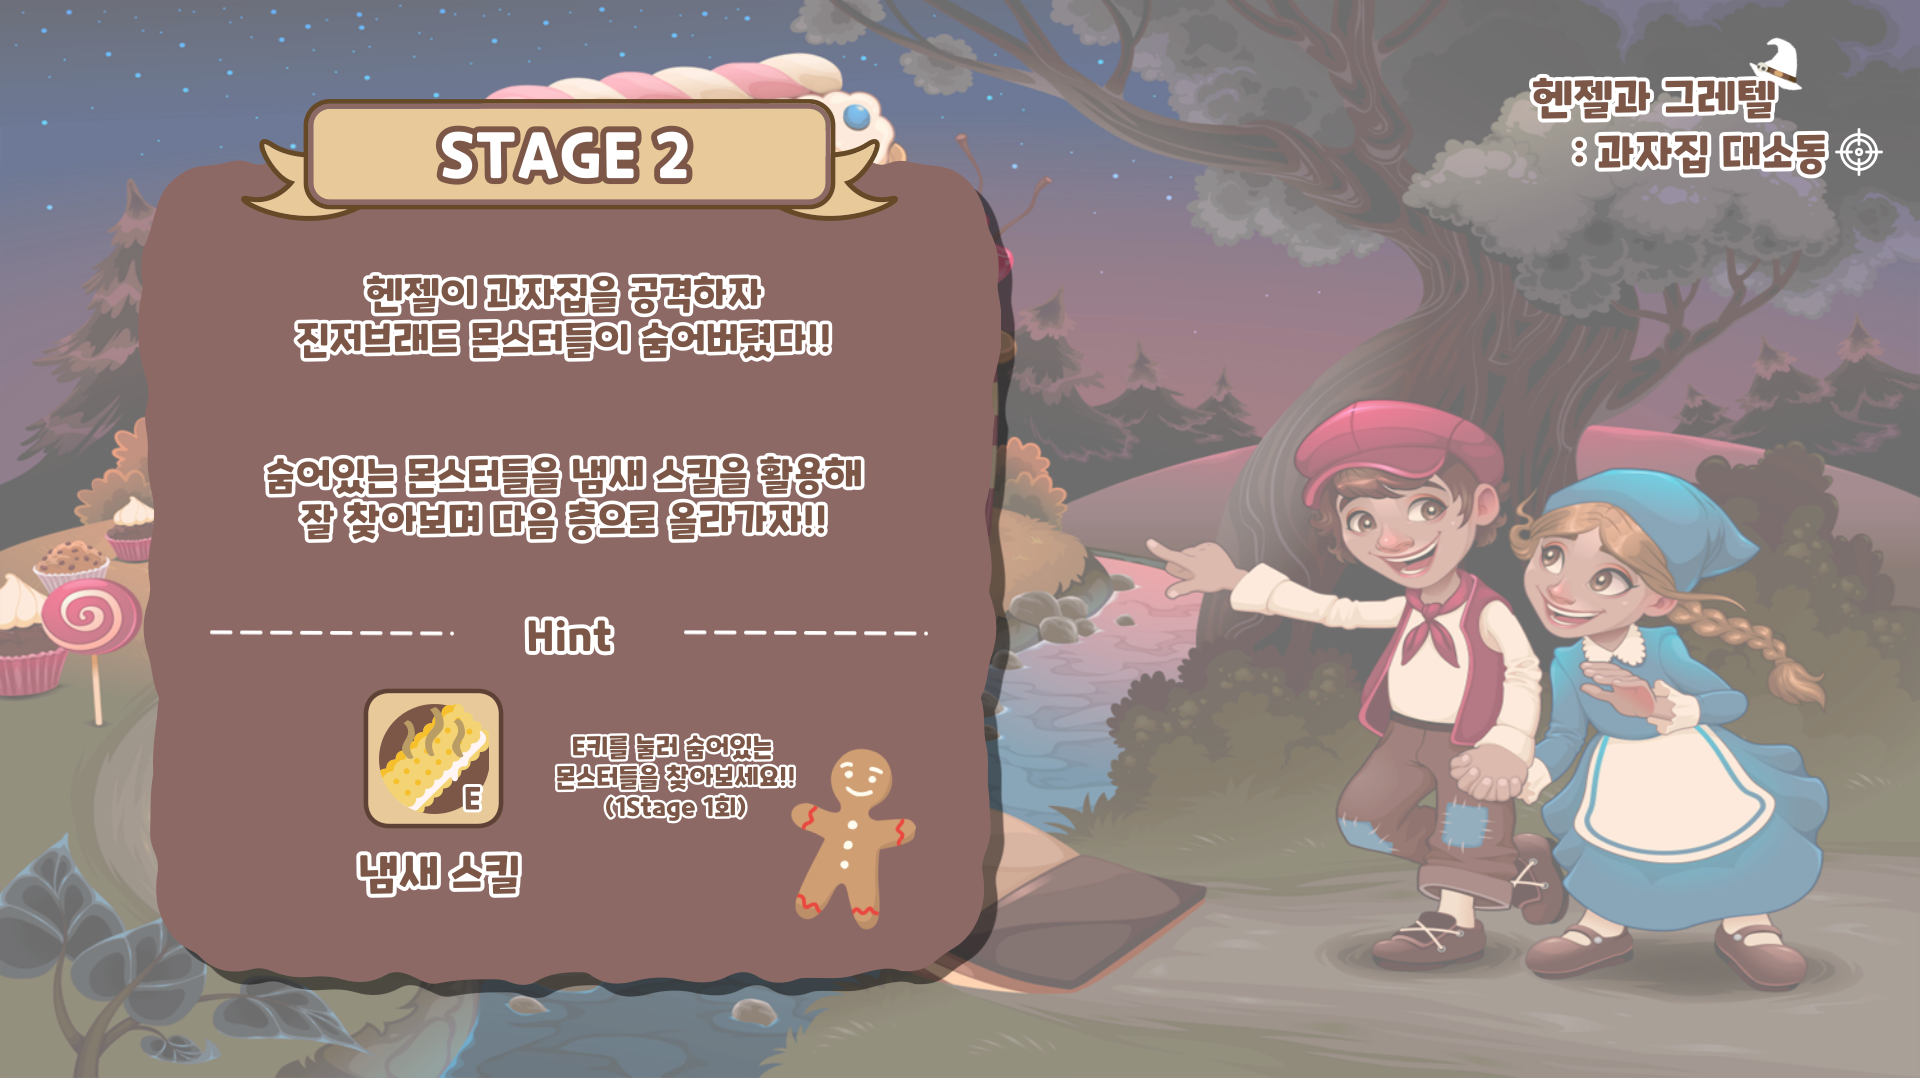 헨젤과 그레텔
: 과자집 대소동
STAGE 2
헨젤이 과자집을 공격하자
진저브래드 몬스터들이 숨어버렸다!!
숨어있는 몬스터들을 냄새 스킬을 활용해
잘 찾아보며 다음 층으로 올라가자!!
Hint
E
냄새 스킬
E키를 눌러 숨어있는
몬스터들을 찾아보세요!!
(1Stage 1회)